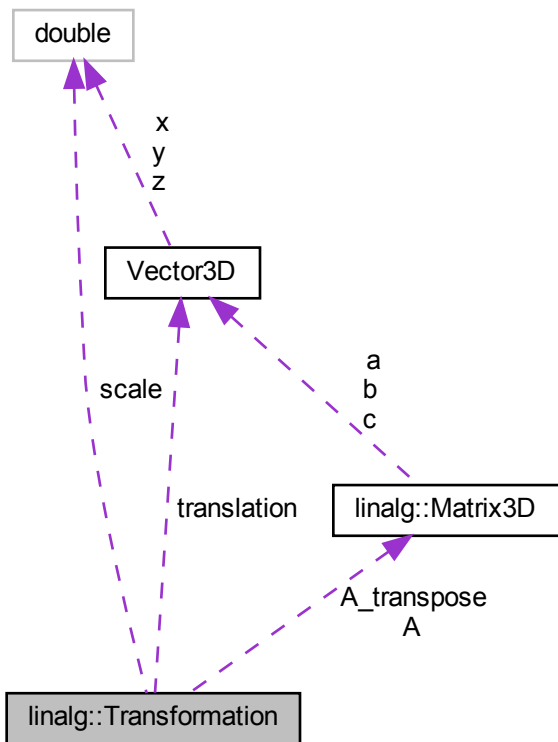 double
x
y
z
Vector3D
scale
a
b
c
translation
linalg::Matrix3D
A_transpose
A
linalg::Transformation